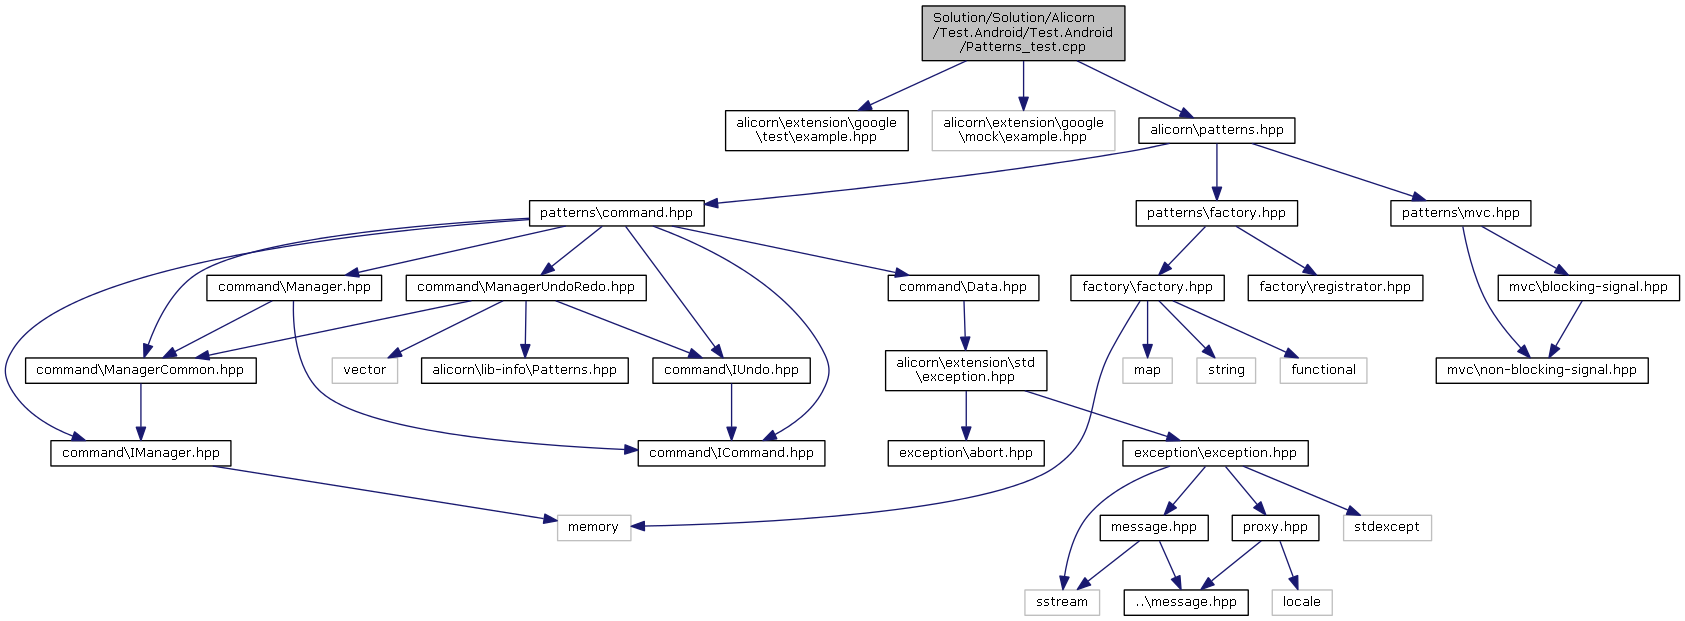 Solution/Solution/Alicorn
/Test.Android/Test.Android
/Patterns_test.cpp
alicorn\extension\google
\test\example.hpp
alicorn\extension\google
\mock\example.hpp
alicorn\patterns.hpp
patterns\command.hpp
patterns\factory.hpp
patterns\mvc.hpp
command\Manager.hpp
command\ManagerUndoRedo.hpp
command\Data.hpp
factory\factory.hpp
factory\registrator.hpp
mvc\blocking-signal.hpp
command\ManagerCommon.hpp
vector
alicorn\lib-info\Patterns.hpp
command\IUndo.hpp
alicorn\extension\std
\exception.hpp
map
string
functional
mvc\non-blocking-signal.hpp
command\IManager.hpp
command\ICommand.hpp
exception\abort.hpp
exception\exception.hpp
memory
message.hpp
proxy.hpp
stdexcept
sstream
..\message.hpp
locale